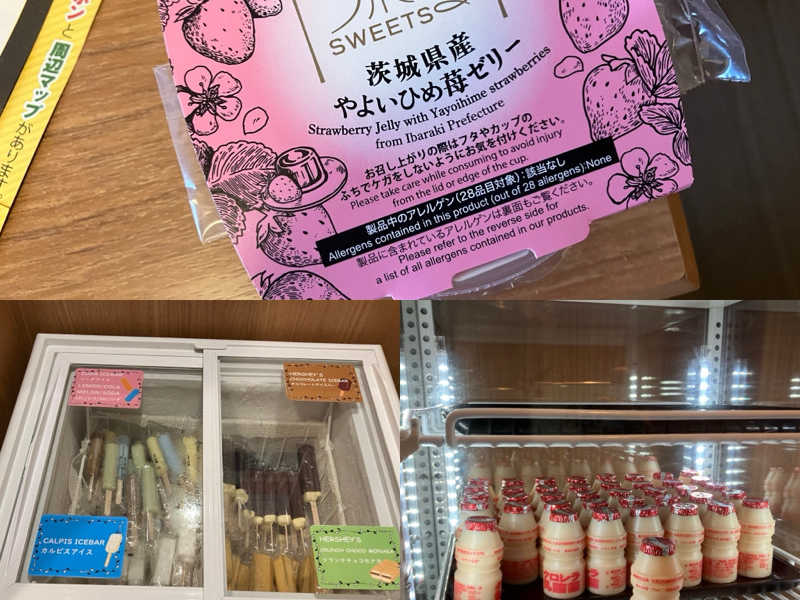 ポンと周辺マップがあります。
SWEETS
茨城県産
やよいひめ苺ゼリー
Strawberry Jelly with Yayoihime strawberries
from Ibaraki Prefecture
お召し上がりの際はフタやカップの
ふちでケガをしないようにお気を付けください。
Please take care while consuming to avoid injury
from the lid or edge of the cup.
製品中のアレルゲン(28品目対象):該当なし
Allergens contained in this product (out of 28 allergens):None
製品に含まれているアレルゲンは裏面もご覧ください。
Please refer to the reverse side for
a list of all allergens contained in our products.
LEMON/COLA
MELON/SODA
HERSHEY'S
CHOCOLATE ICEBAR
CALPIS ICEBAR
カルピスアイス
HERSHEY'S
CRUNCH CHOCO MONAKA
クランチチョコモナカ